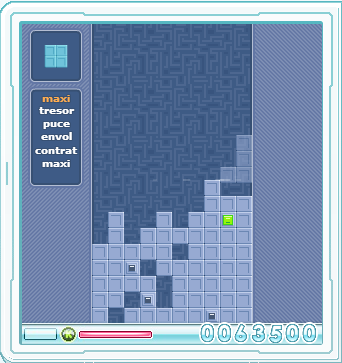 maxi
tresor
puce
envol
contrat
maxi
0063500